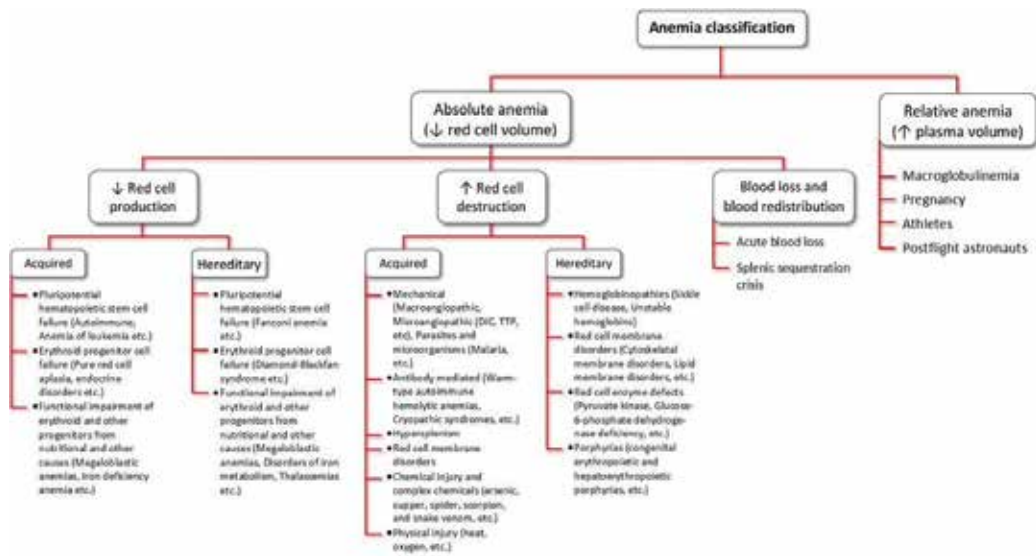 Anemia classification
Absolute anemia
(↓ red cell volume)
Relative anemia
(↑ plasma volume)
Macroglobulinemia
Pregnancy
Athletes
Postflight astronauts
↓ Red cell
production
↑ Red cell
destruction
Blood loss and
blood redistribution
Acute blood loss
Splenic sequestration
crisis
Acquired
•Pluripotential
hematopoietic stem cell
failure (Autoimmune,
Anemia of leukemia etc.)
•Erythroid progenitor cell
failure (Pure red cell
aplasia, endocrine
disorders etc.)
•Functional impairment of
erythroid and other
progenitors from
nutritional and other
causes (Megaloblastic
anemias, Iron deficiency
anemia etc.)
Hereditary
•Pluripotential
hematopoietic stem cell
failure (Fanconi anemia
etc.)
•Erythroid progenitor cell
failure (Diamond-Blackfan
syndrome etc.)
•Functional impairment of
erythroid and other
progenitors from
nutritional and other
causes (Megaloblastic
anemias, Disorders of iron
metabolism, Thalassemias etc.)
Acquired
•Mechanical
(Macroangiopathic,
Microangiopathic (DIC, TTP,
etc), Parasites and
microorganisms (Malaria,
etc.)
•Antibody mediated (Warm-
type autoimmune
hemolytic anemias,
Cryopathic syndromes, etc.)
•Hypersplenism
•Red cell membrane
disorders
•Chemical injury and
complex chemicals (arsenic,
copper, spider, scorpion,
and snake venom, etc.)
•Physical injury (heat,
oxygen, etc.)
Hereditary
•Hemoglobinopathies (Sickle
cell disease, Unstable
hemoglobins)
•Red cell membrane
disorders (Cytoskeletal
membrane disorders, Lipid
membrane disorders, etc.)
•Red cell enzyme defects
(Pyruvate kinase, Glucose-
6-phosphate dehydroge-
nase deficiency, etc.)
•Porphyrias (congenital
erythropoietic and
hepatoerythropoietic
porphyrias, etc.)